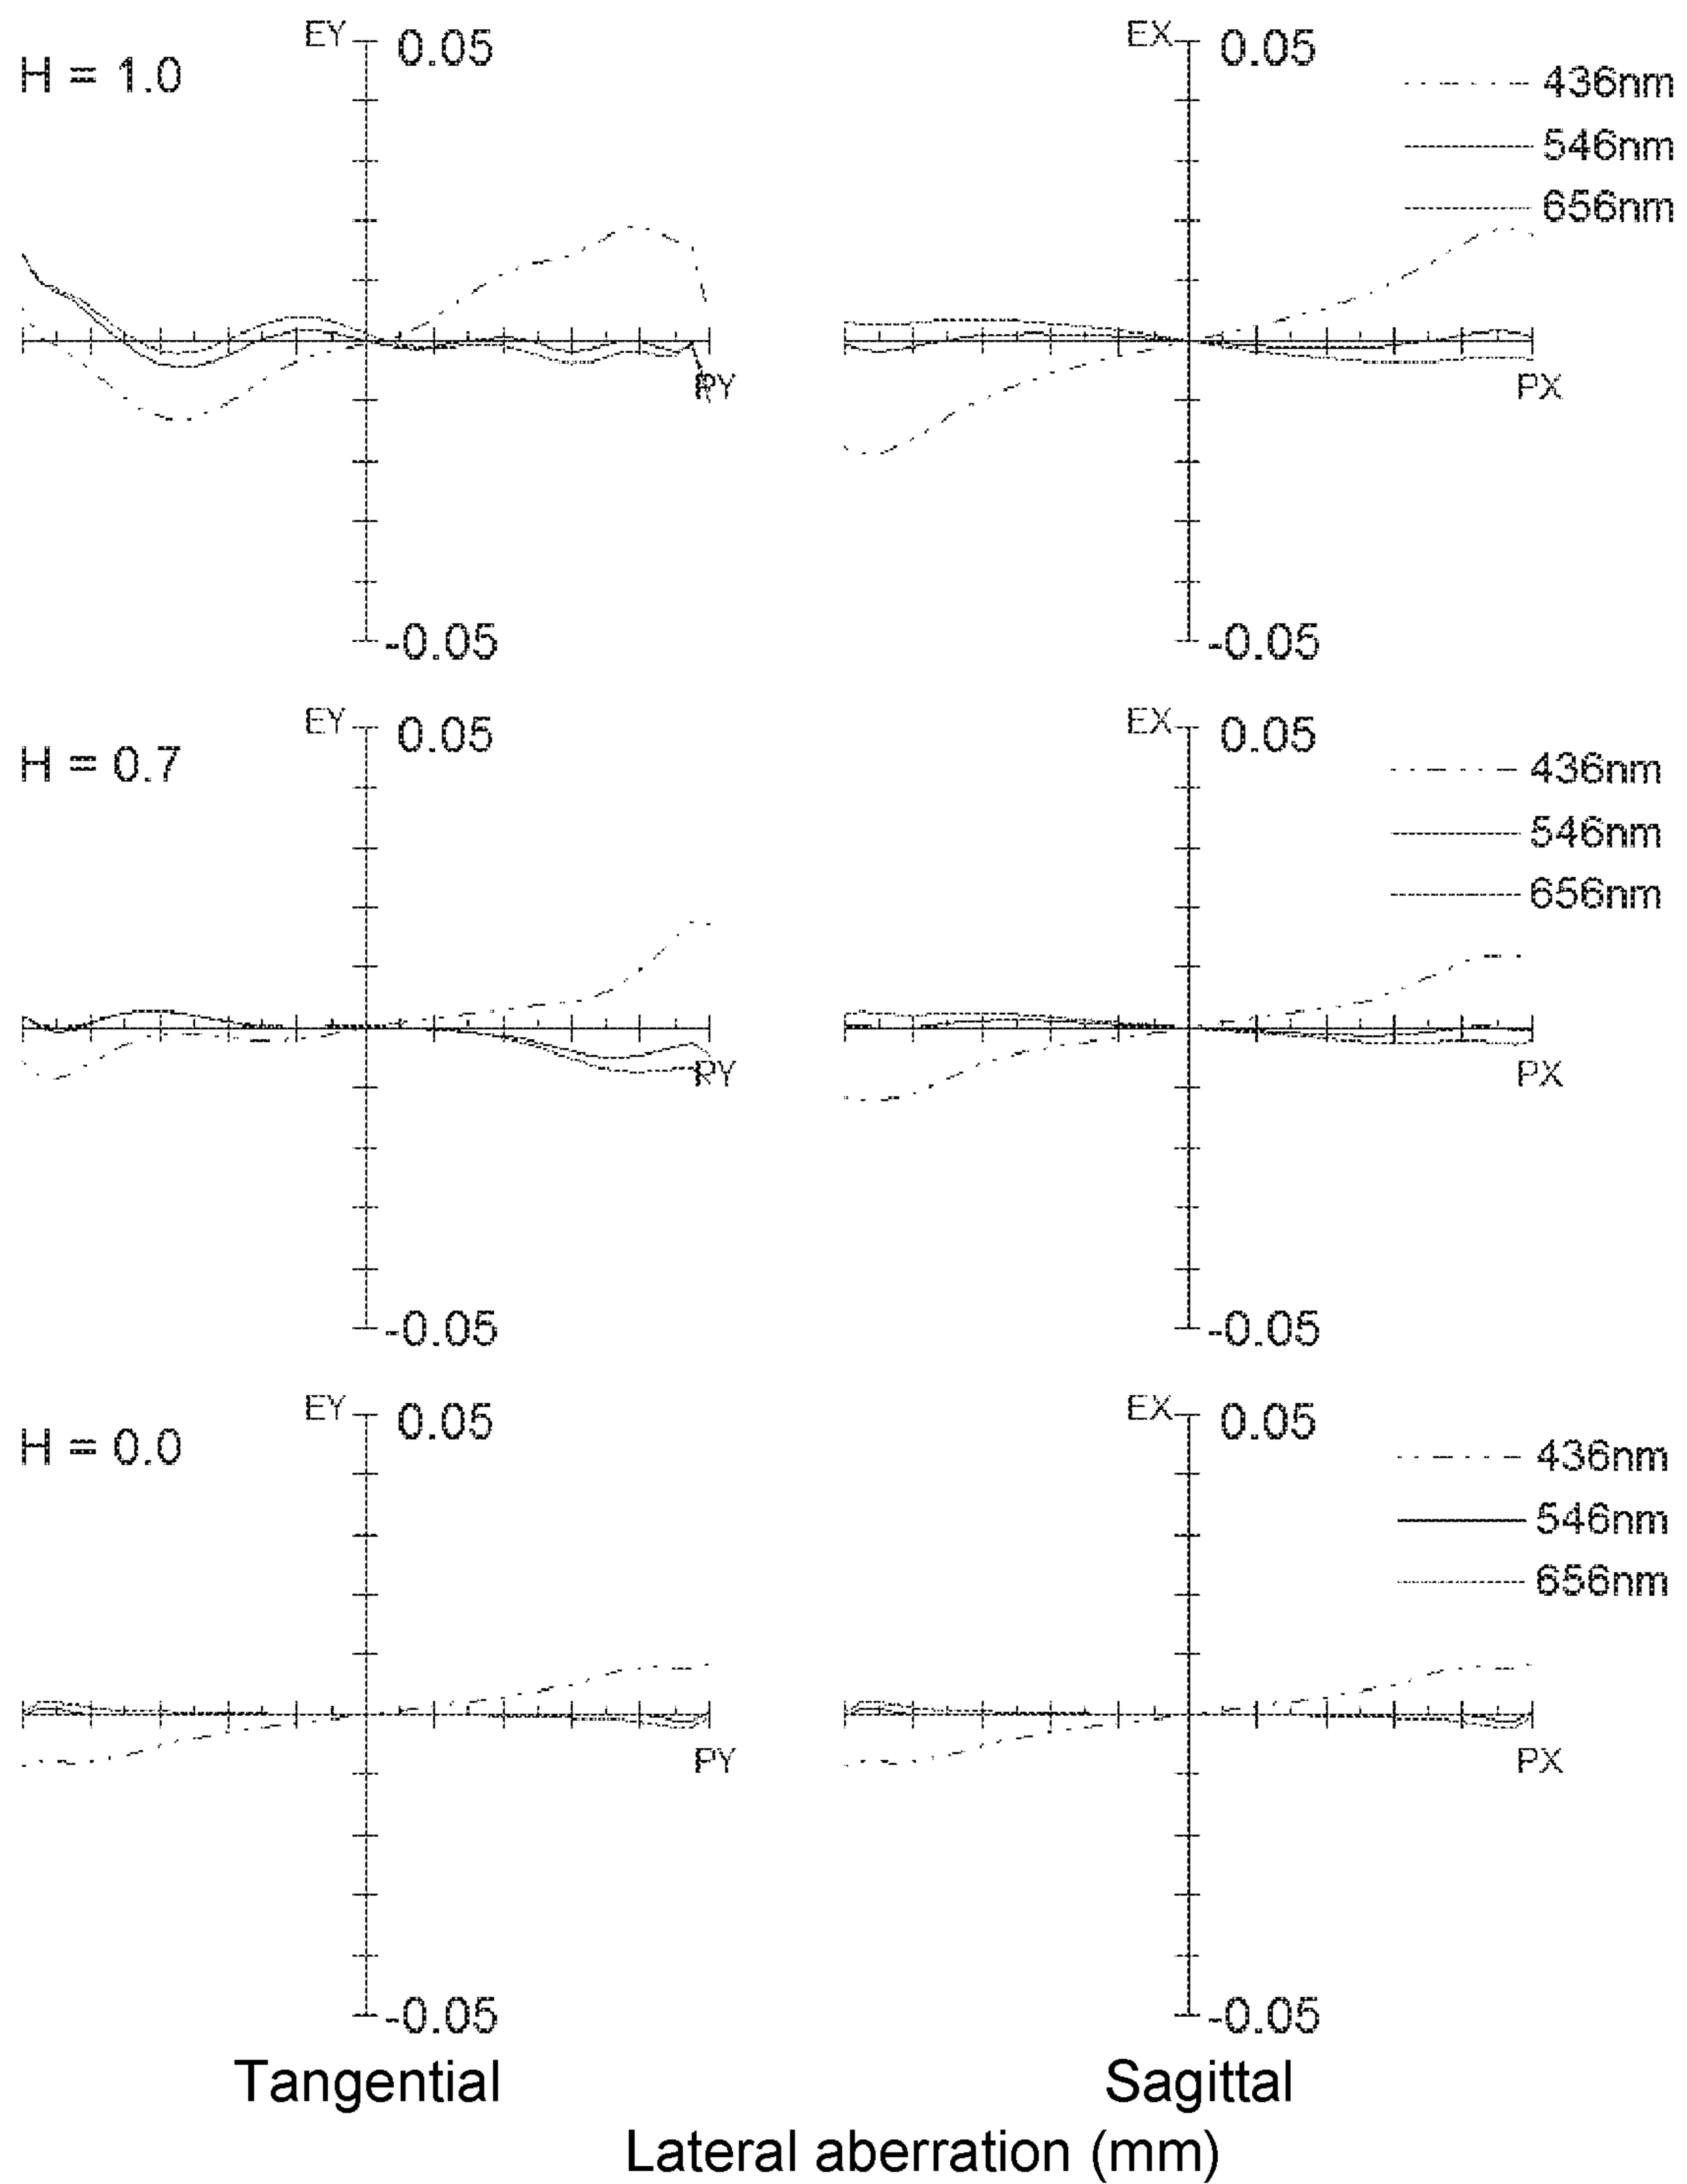 EY 0.05
EX 0.05
H = 1.0
436nm
546nm
656nm
PY
PX
-0.05
-0.05
EY 0.05
EX 0.05
H = 0.7
436nm
546nm
656nm
PY
PX
-0.05
-0.05
EY 0.05
EX 0.05
H = 0.0
436nm
546nm
656nm
PY
PX
-0.05
-0.05
Tangential
Sagittal
Lateral aberration (mm)